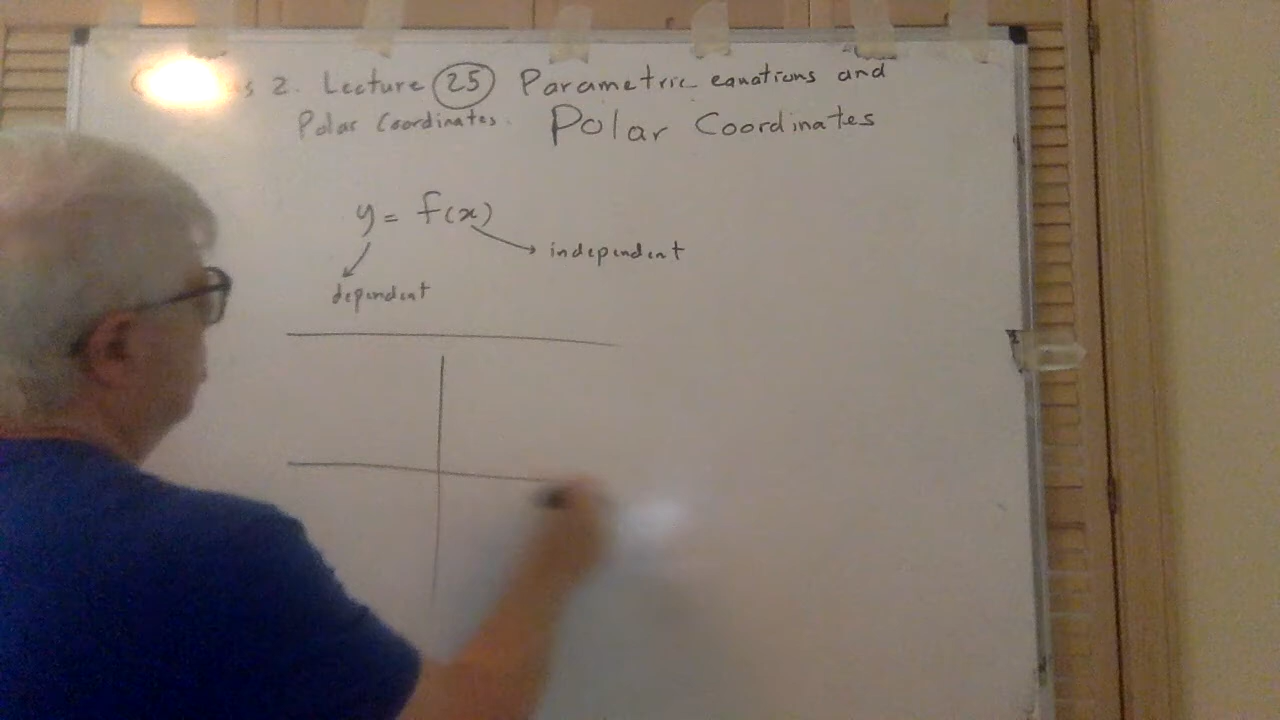 s 2. Lecture 25 Parametric equations and
Polar Coordinates. Polar Coordinates
y = f(x)
independent
dependent